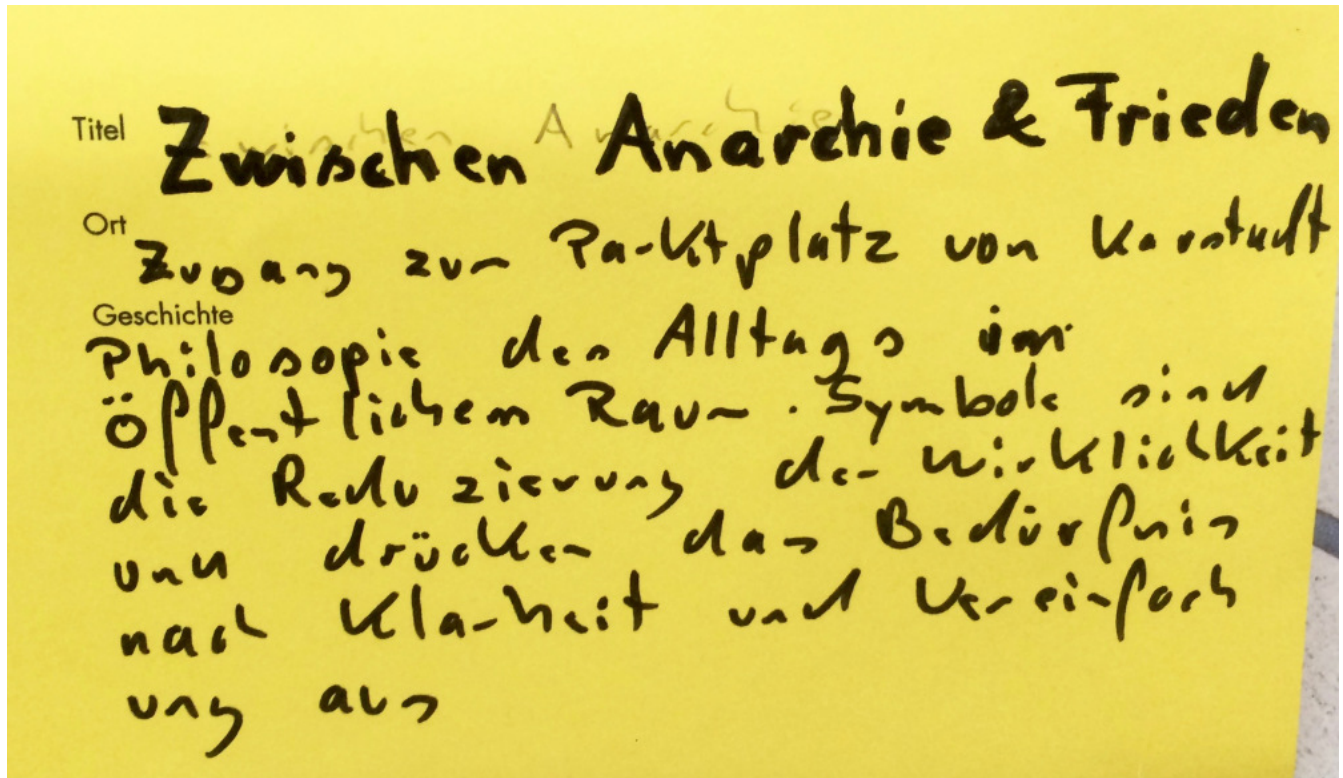 Titel Zwischen Anarchie & Frieden
Ort
Zugang zum Parktplatz von Karstadt
Geschichte
Philosopie des Alltags im
öffentlichem Raum. Symbole sind
die Reduzierung der Wirklichkeit
und drücken das Bedürfnis
nach Klarheit und Vereinfach
ung aus